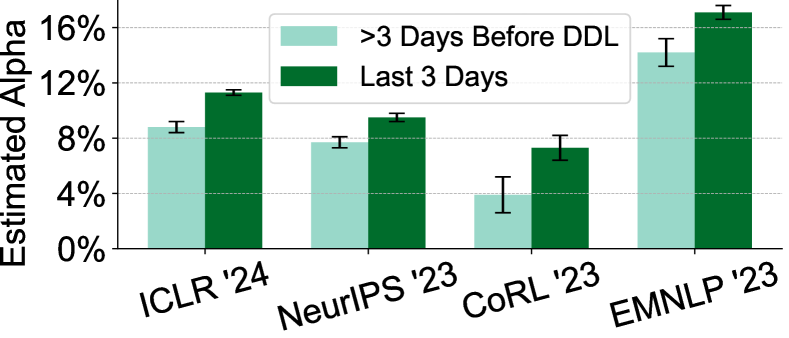 Estimated Alpha
16%
12%
8%
4%
0%
>3 Days Before DDL
Last 3 Days
ICLR '24
NeurIPS '23
CoRL '23
EMNLP '23